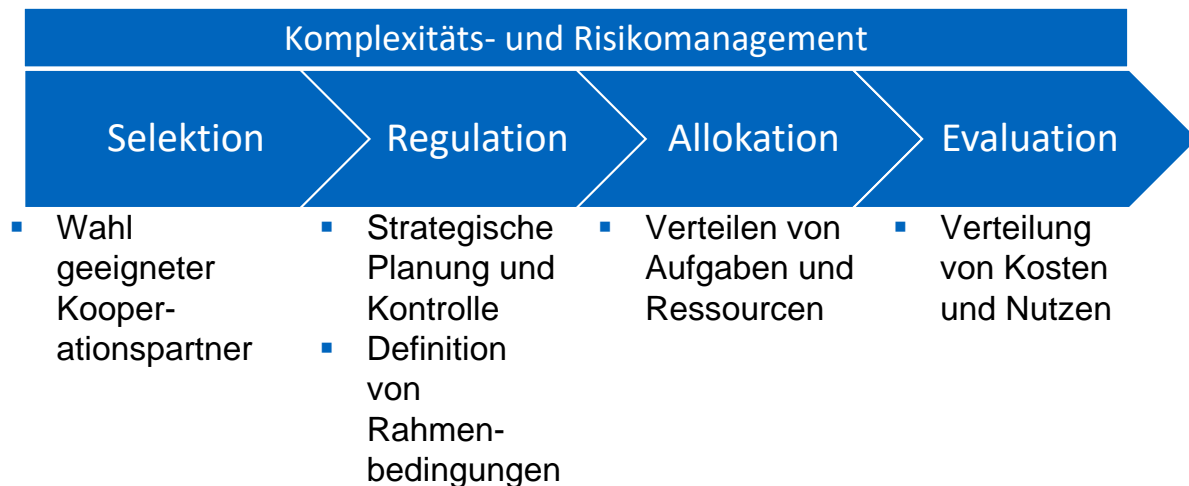 Komplexitäts- und Risikomanagement
Selektion
Regulation
Allokation
Evaluation
▪ Wahl
geeigneter
Kooper-
ationspartner
▪ Strategische
Planung und
Kontrolle
▪ Definition
von
Rahmen-
bedingungen
▪ Verteilen von
Aufgaben und
Ressourcen
▪ Verteilung
von Kosten
und Nutzen